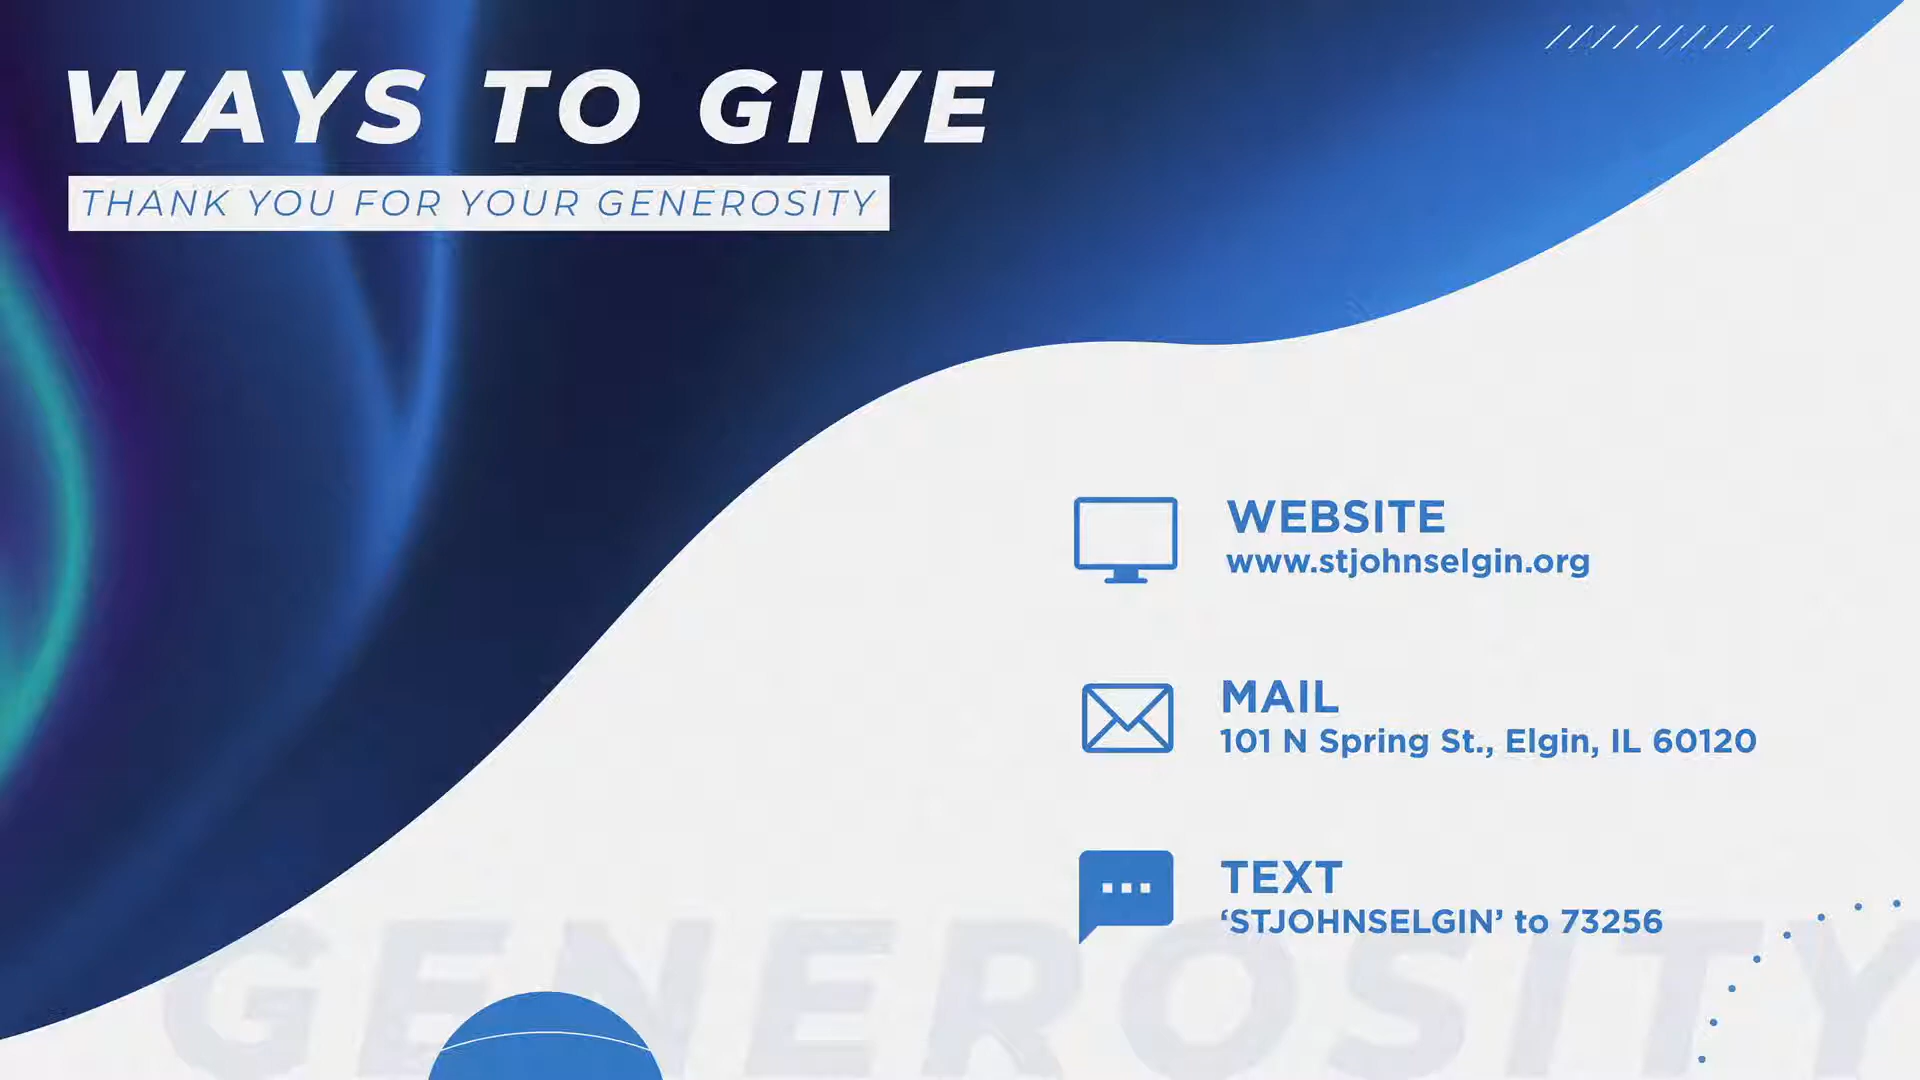 WAYS TO GIVE
THANK YOU FOR YOUR GENEROSITY
WEBSITE
www.stjohnselgin.org
MAIL
101 N Spring St., Elgin, IL 60120
TEXT
‘STJOHNSELGIN’ to 73256
GENEROSITY